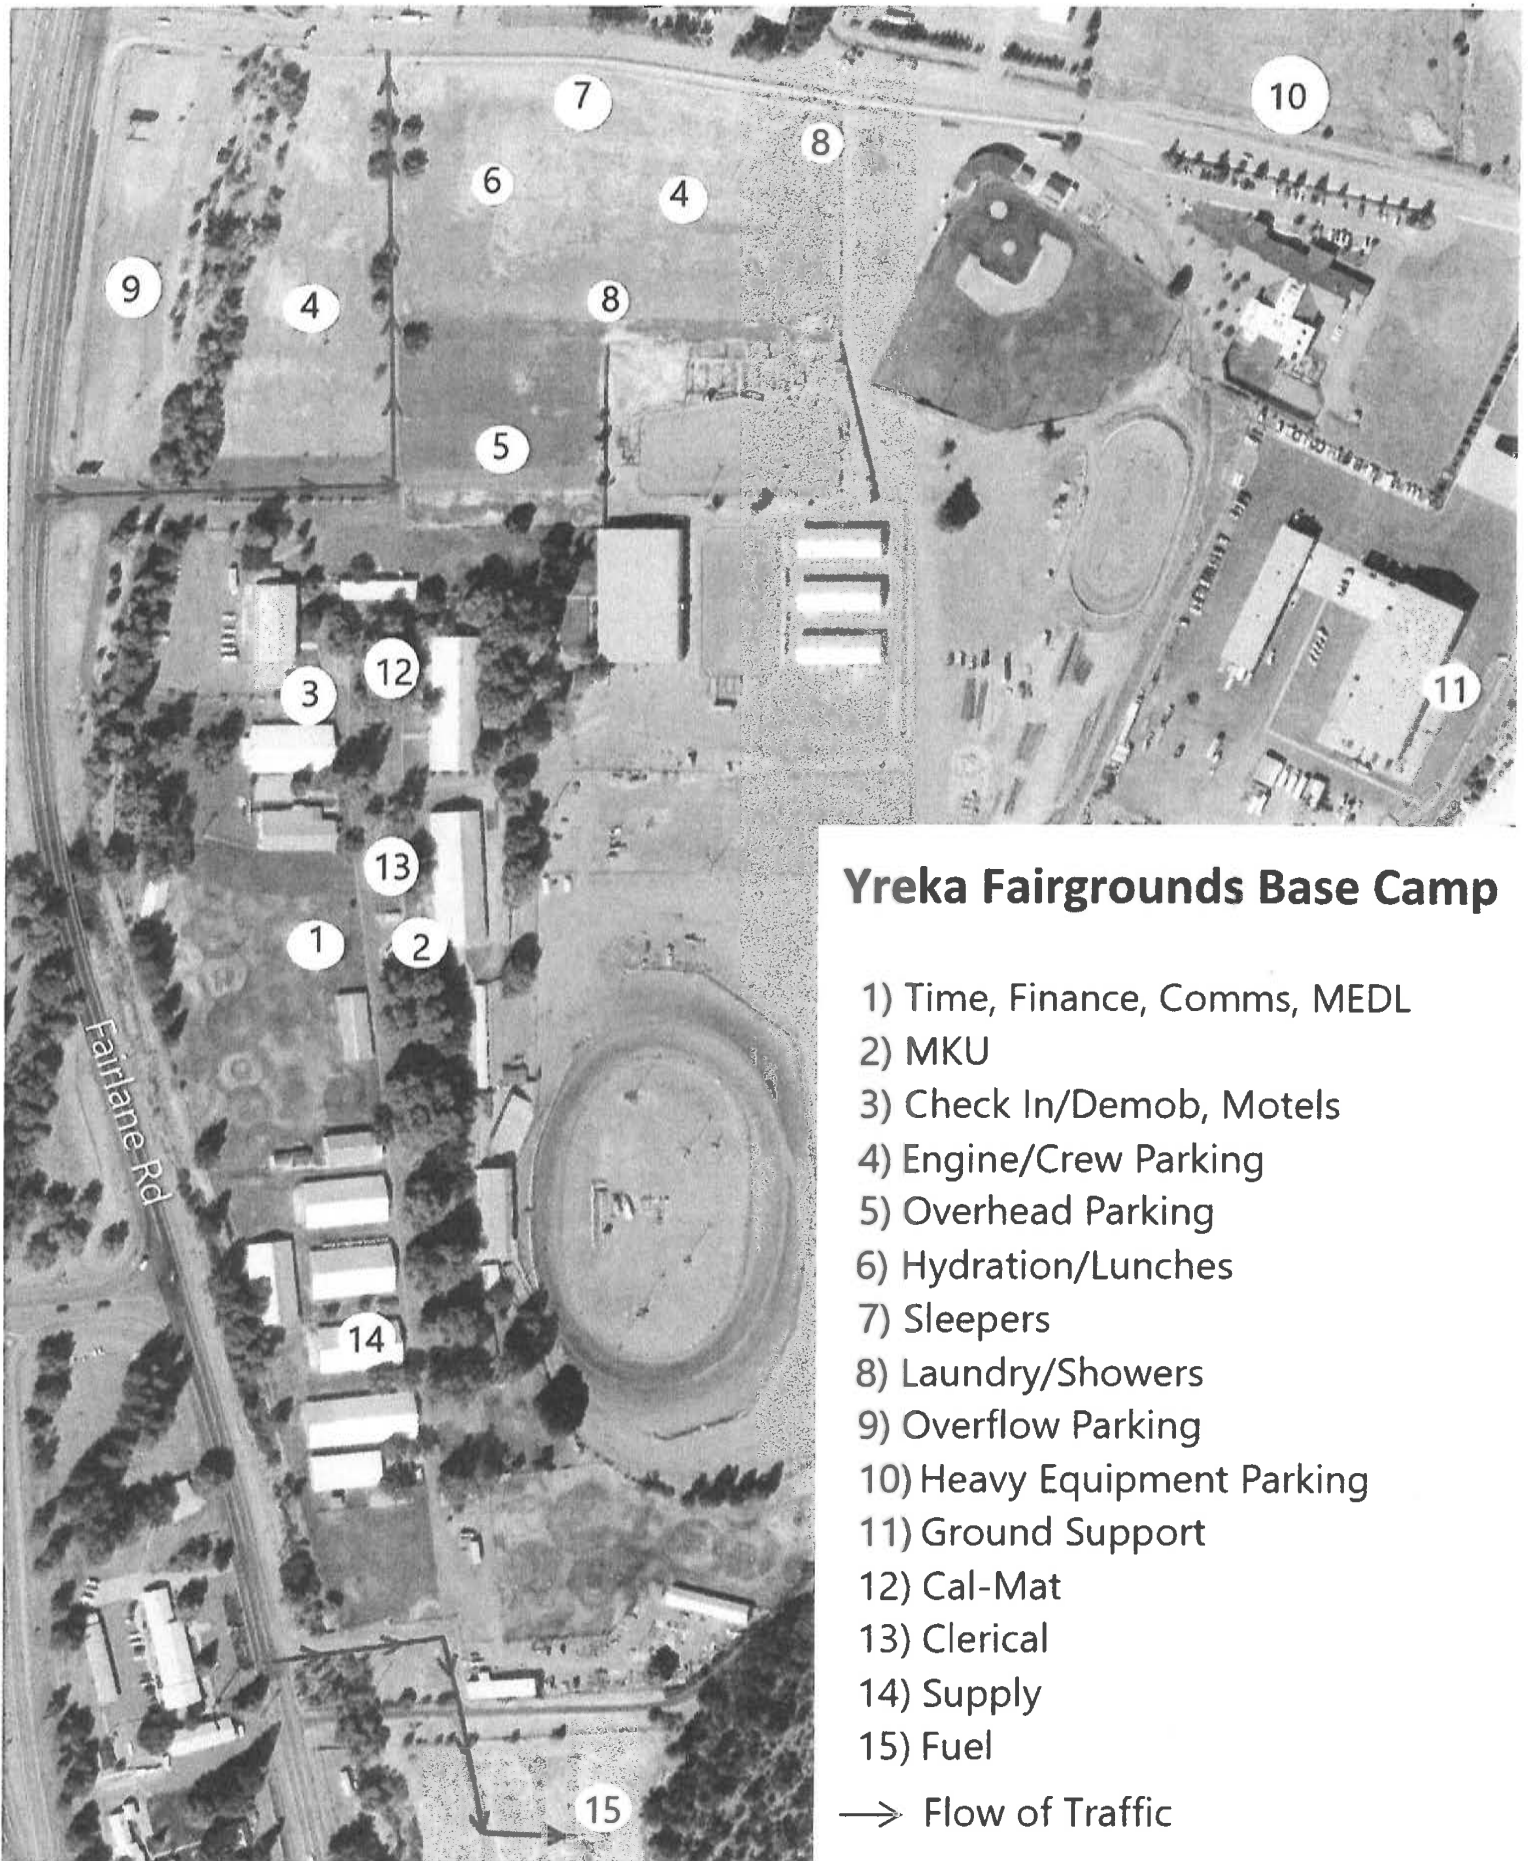 7
10
8
6
4
9
4
8
5
12
3
11
13
1
2
Fairlane Rd
14
15
Yreka Fairgrounds Base Camp
1) Time, Finance, Comms, MEDL
2) MKU
3) Check In/Demob, Motels
4) Engine/Crew Parking
5) Overhead Parking
6) Hydration/Lunches
7) Sleepers
8) Laundry/Showers
9) Overflow Parking
10) Heavy Equipment Parking
11) Ground Support
12) Cal-Mat
13) Clerical
14) Supply
15) Fuel
Flow of Traffic